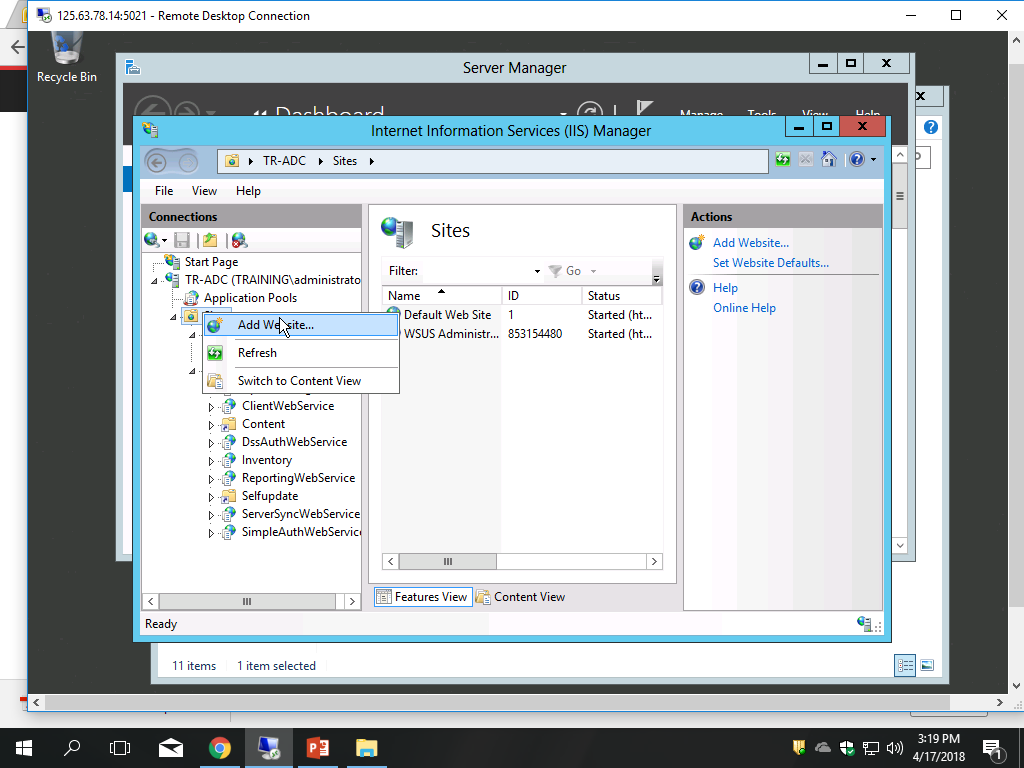 125.63.78.14:5021 - Remote Desktop Connection
Recycle Bin
Server Manager
Dashboard
Manage Tools View Help
Internet Information Services (IIS) Manager
TR-ADC Sites
File View Help
Connections
Start Page
TR-ADC (TRAINING\administrato
Application Pools
Add Website...
Refresh
Switch to Content View
ClientWebService
Content
DssAuthWebService
Inventory
ReportingWebService
Selfupdate
ServerSyncWebService
SimpleAuthWebService
Sites
Filter: Go
Name ID Status
Default Web Site 1 Started (ht...
WSUS Administr... 853154480 Started (ht...
Features View Content View
Actions
Add Website...
Set Website Defaults...
Help
Online Help
Ready
11 items 1 item selected
3:19 PM
4/17/2018
1